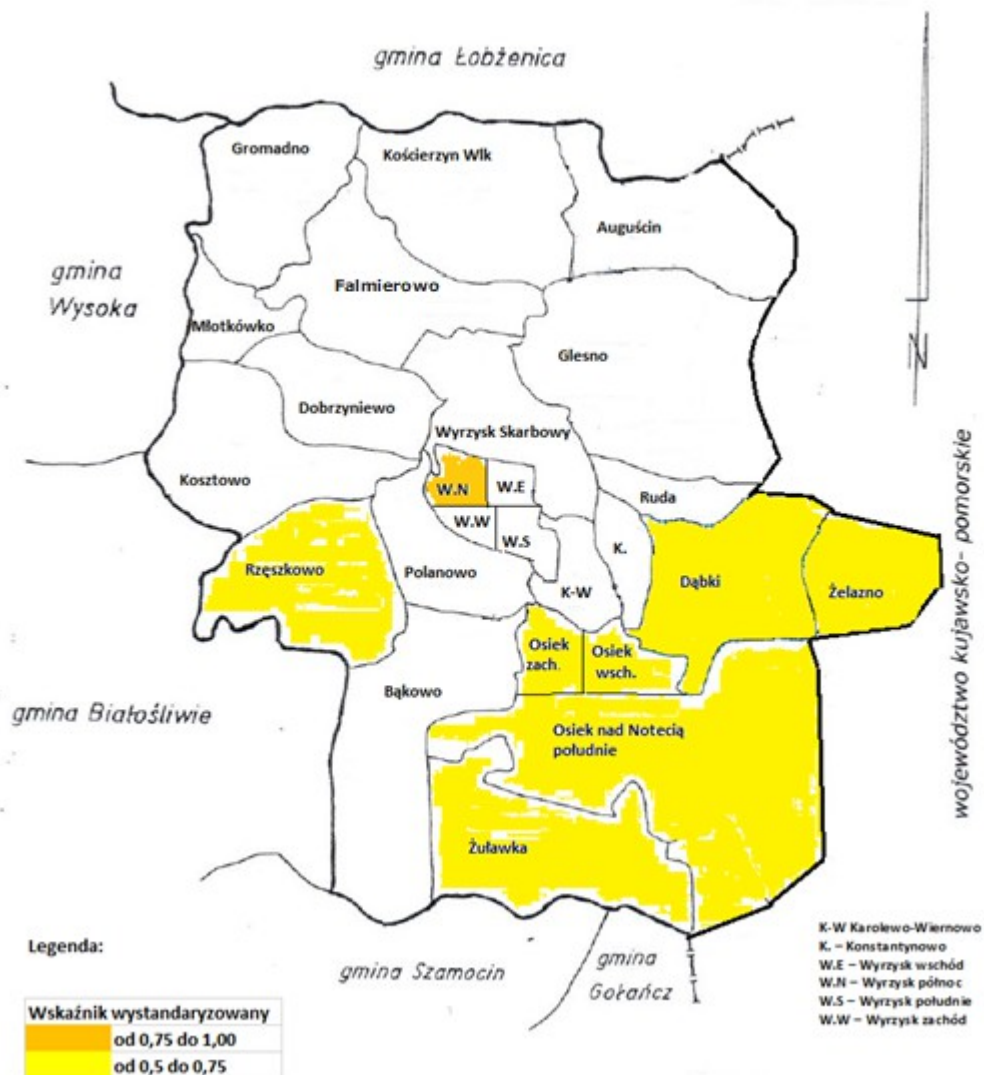 gmina Łobżenica
Gromadno
Kościerzyn Wlk
Auguścin
gmina
Wysoka
Falmierowo
Młotkówko
Glesno
N
Dobrzyniewo
Wyrzysk Skarbowy
Kosztowo
W.N
W.E
Ruda
W.W
W.S
K.
Rzęszkowo
Polanowo
K-W
Dąbki
Żelazno
województwo kujawsko- pomorskie
Osiek
zach.
Osiek
wsch.
Bąkowo
gmina Białośliwie
Osiek nad Notecią
południe
Żuławka
Legenda:
gmina Szamocin
gmina
Gołańcz
K-W Karolewo-Wiernowo
K. – Konstantynowo
W.E – Wyrzysk wschód
W.N – Wyrzysk północ
W.S – Wyrzysk południe
W.W – Wyrzysk zachód
Wskaźnik wystandaryzowany
od 0,75 do 1,00
od 0,5 do 0,75